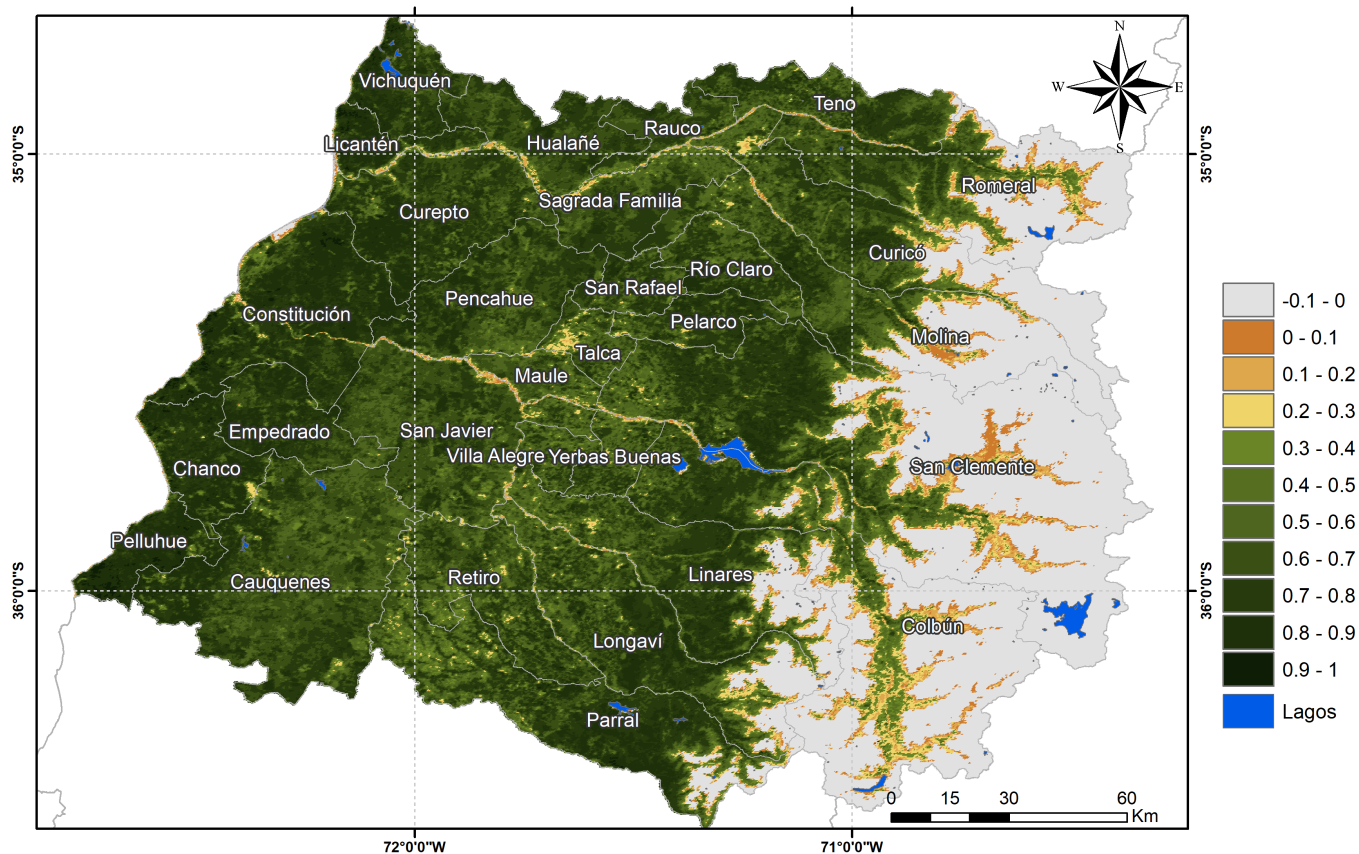 N
W E
S
Vichuquén
Teno
Rauco
Licantén
Hualañé
35°0'0"S
35°0'0"S
Romeral
Sagrada Familia
Curepto
Curicó
Río Claro
San Rafael
Pencahue
-0.1 - 0
Constitución
Pelarco
0 - 0.1
Molina
Talca
Maule
0.1 - 0.2
0.2 - 0.3
Empedrado
San Javier
0.3 - 0.4
Villa Alegre
Yerbas Buenas
Chanco
San Clemente
0.4 - 0.5
0.5 - 0.6
Pelluhue
0.6 - 0.7
Cauquenes
Retiro
Linares
36°0'0"S
36°0'0"S
0.7 - 0.8
Colbún
0.8 - 0.9
Longaví
0.9 - 1
Parral
Lagos
0 15 30 60
Km
72°0'0"W
71°0'0"W